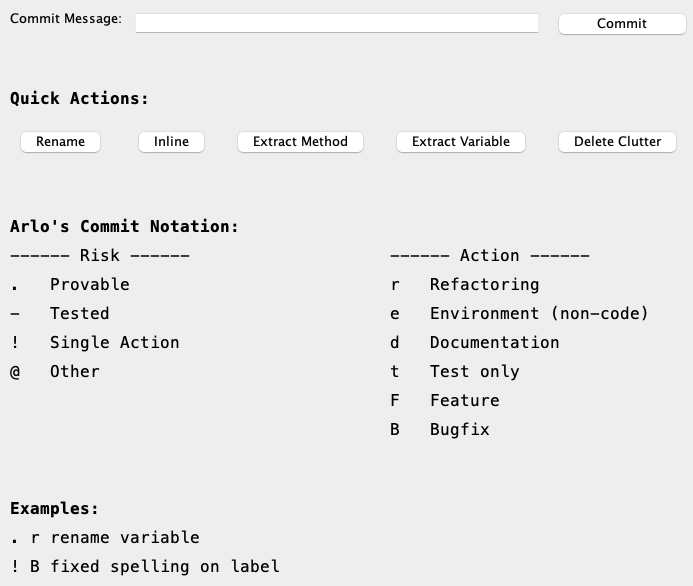 Commit Message: Commit
Quick Actions:
Rename Inline Extract Method Extract Variable Delete Clutter
Arlo's Commit Notation:
------ Risk ------ ------ Action ------
. Provable r Refactoring
- Tested e Environment (non-code)
! Single Action d Documentation
@ Other t Test only
F Feature
B Bugfix
Examples:
. r rename variable
! B fixed spelling on label